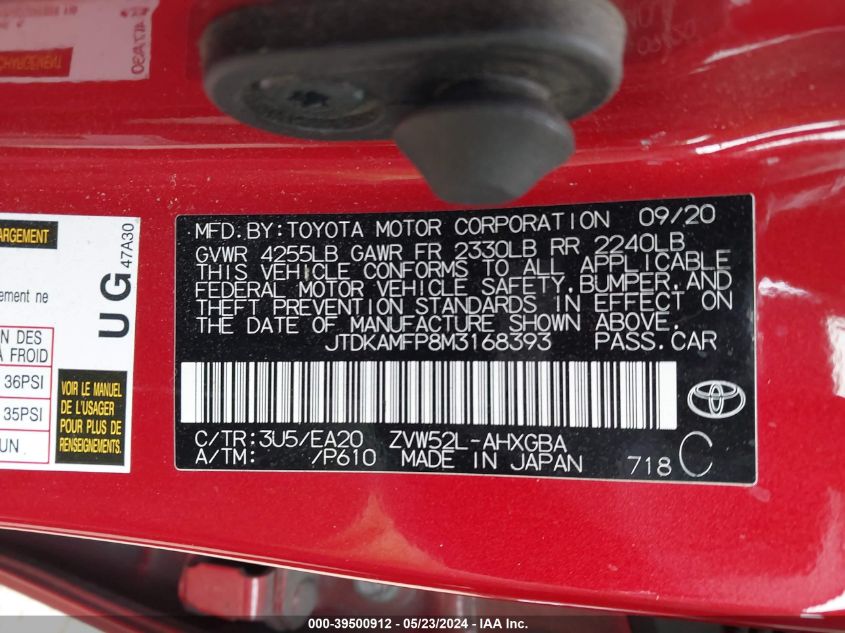 ARGEMENT
ement ne
N DES
À FROID
36PSI
35PSI
UN
UG
47A30
VOIR LE MANUEL
DE L'USAGER
POUR PLUS DE
RENSEIGNEMENTS.
MFD.BY:TOYOTA MOTOR CORPORATION 09/20
GVWR 4255LB GAWR FR 2330LB RR 2240LB
THIS VEHICLE CONFORMS TO ALL APPLICABLE
FEDERAL MOTOR VEHICLE SAFETY,BUMPER,AND
THEFT PREVENTION STANDARDS IN EFFECT ON
THE DATE OF MANUFACTURE SHOWN ABOVE.
JTDKAMFP8M3168393 PASS.CAR
C/TR:3U5/EA20 ZVW52L-AHXGBA
A/TM: /P610 MADE IN JAPAN 718 C
000-39500912 - 05/23/2024 - IAA Inc.